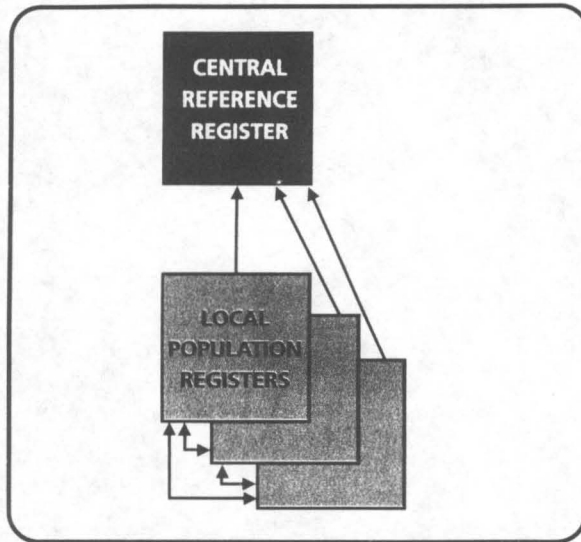 CENTRAL
REFERENCE
REGISTER
LOCAL
POPULATION
REGISTERS